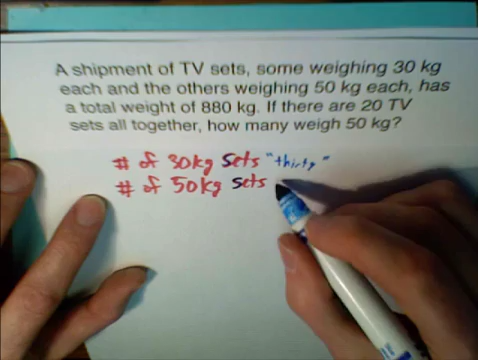 A shipment of TV sets, some weighing 30 kg
each and the others weighing 50 kg each, has
a total weight of 880 kg. If there are 20 TV
sets all together, how many weigh 50 kg?
# of 30kg Sets "thirty"
# of 50kg Sets